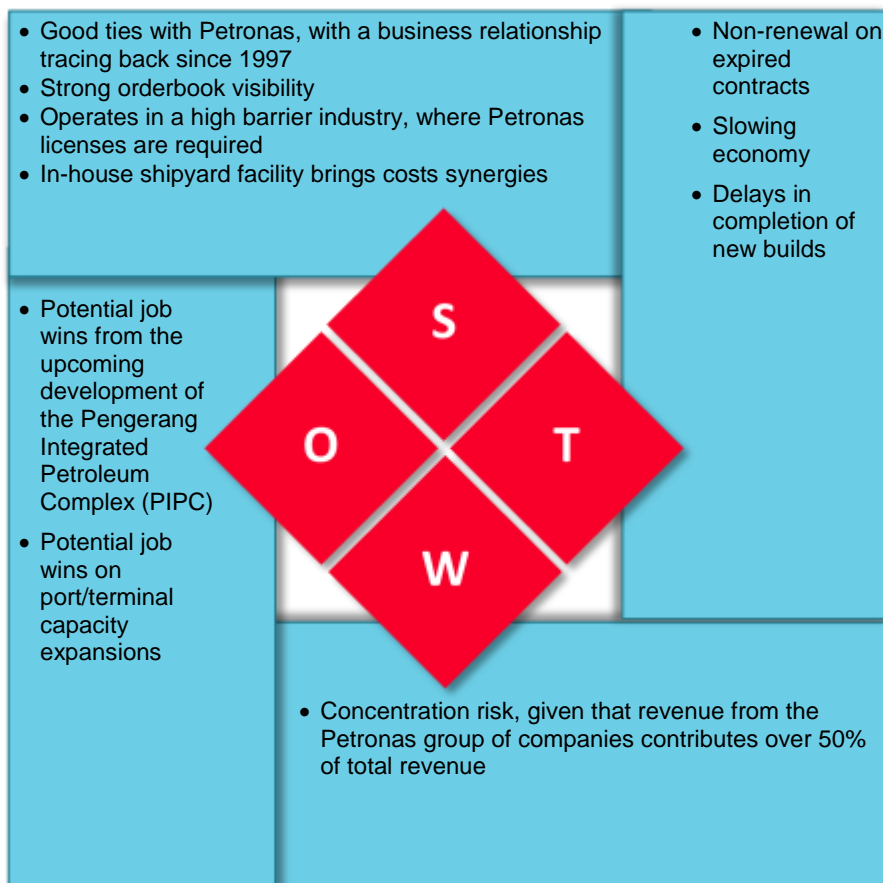 • Good ties with Petronas, with a business relationship
tracing back since 1997
• Strong orderbook visibility
• Operates in a high barrier industry, where Petronas
licenses are required
• In-house shipyard facility brings costs synergies
• Non-renewal on
expired
contracts
• Slowing
economy
• Delays in
completion of
new builds
• Potential job
wins from the
upcoming
development of
the Pengerang
Integrated
Petroleum
Complex (PIPC)
• Potential job
wins on
port/terminal
capacity
expansions
S
O
T
W
• Concentration risk, given that revenue from the
Petronas group of companies contributes over 50%
of total revenue